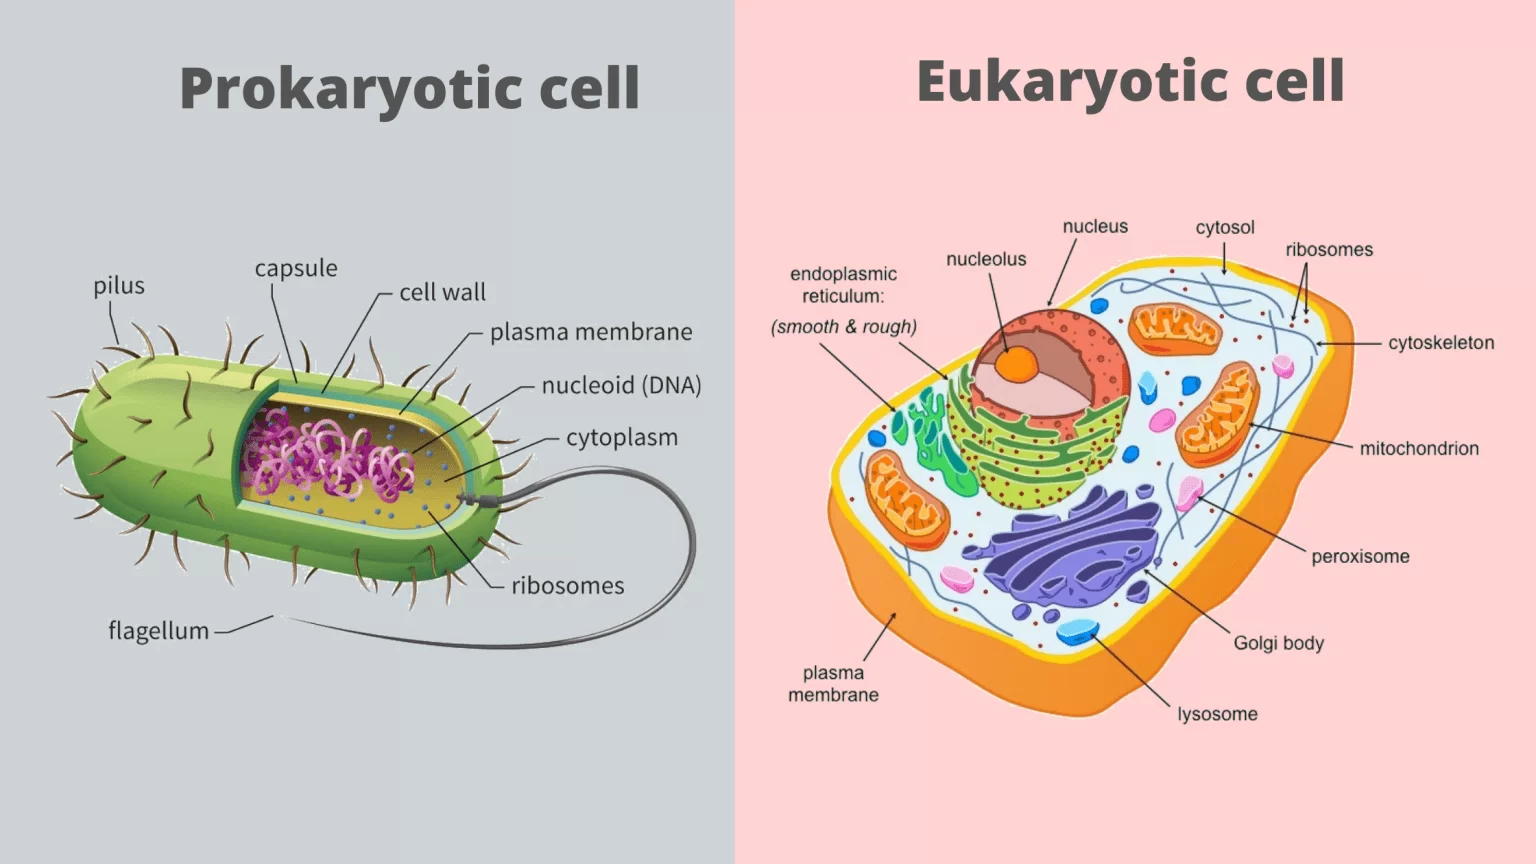 Prokaryotic cell
pilus
capsule
cell wall
plasma membrane
nucleoid (DNA)
cytoplasm
ribosomes
flagellum
Eukaryotic cell
nucleus
cytosol
nucleolus
ribosomes
endoplasmic
reticulum:
(smooth & rough)
cytoskeleton
mitochondrion
peroxisome
Golgi body
plasma
membrane
lysosome